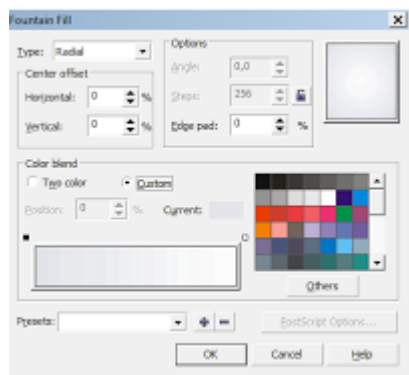 Fountain Fill
Type: Radial
Options
Angle: 0,0
Center offset
Horizontal: 0 %
Steps: 256
Vertical: 0 %
Edge pad: 0 %
Color blend
Two color Custom
Position: 0 % Current:
Others
Presets:
PostScript Options...
OK Cancel Help